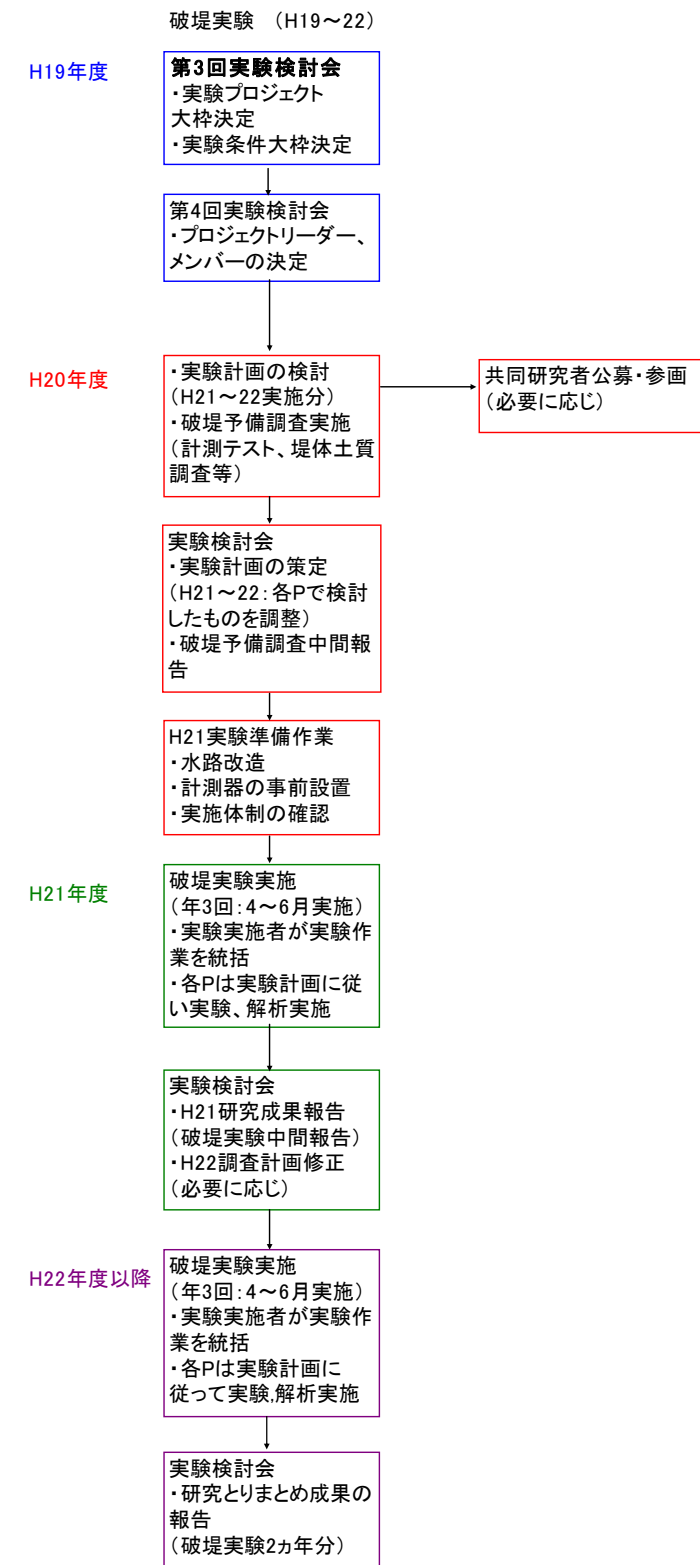 破堤実験　（H19～22）
H19年度
第3回実験検討会
・実験プロジェクト
大枠決定
・実験条件大枠決定
第4回実験検討会
・プロジェクトリーダー、
メンバーの決定
H20年度
・実験計画の検討
（H21～22実施分）
・破堤予備調査実施
（計測テスト、堤体土質
調査等）
共同研究者公募・参画
（必要に応じ）
実験検討会
・実験計画の策定
（H21～22：各Pで検討
したものを調整）
・破堤予備調査中間報
告
H21実験準備作業
・水路改造
・計測器の事前設置
・実施体制の確認
H21年度
破堤実験実施
（年3回：4～6月実施）
・実験実施者が実験作
業を統括
・各Pは実験計画に従
い実験、解析実施
実験検討会
・H21研究成果報告
（破堤実験中間報告）
・H22調査計画修正
（必要に応じ）
H22年度以降
破堤実験実施
（年3回：4～6月実施）
・実験実施者が実験作
業を統括
・各Pは実験計画に
従って実験,解析実施
実験検討会
・研究とりまとめ成果の
報告
（破堤実験2ヵ年分）